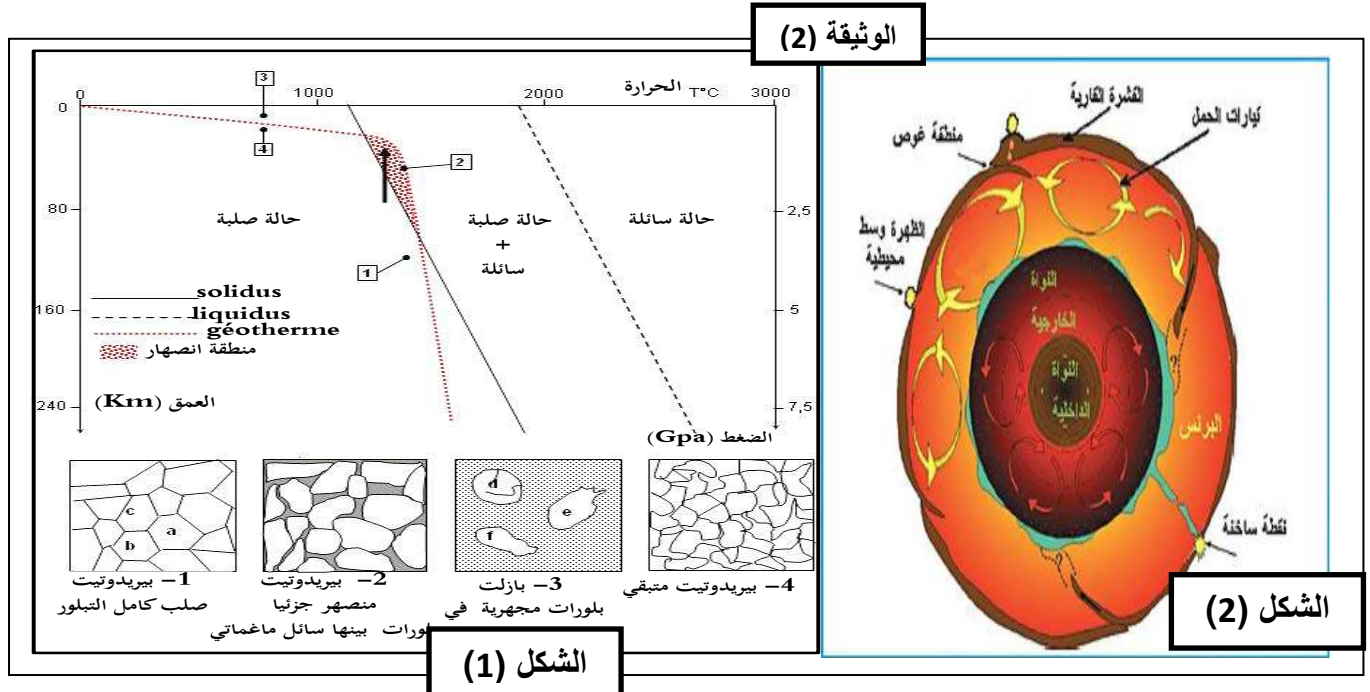 الوثيقة (2)
0
1000
2000
الحرارة T°C
3000
0
80
160
240
2,5
5
7,5
3
4
2
1
حالة صلبة
حالة صلبة
+
سائلة
حالة سائلة
solidus
liquidus
géotherme
منطقة انصهار
العمق (Km)
الضغط (Gpa)
a
b
c
d
e
f
1- بيريدوتيت
صلب كامل التبلور
2- بيريدوتيت
منصهر جزئيا
بلورات بينها سائل ماغماتي
3- بازلت
بلورات مجهرية في
4- بيريدوتيت متبقي
الشكل (1)
القشرة القارية
تيارات الحمل
منطقة غوص
الظهرة وسط
محيطية
النواة
الخارجية
النواة
الداخلية
البرنس
?
?
نقطة ساخنة
الشكل (2)